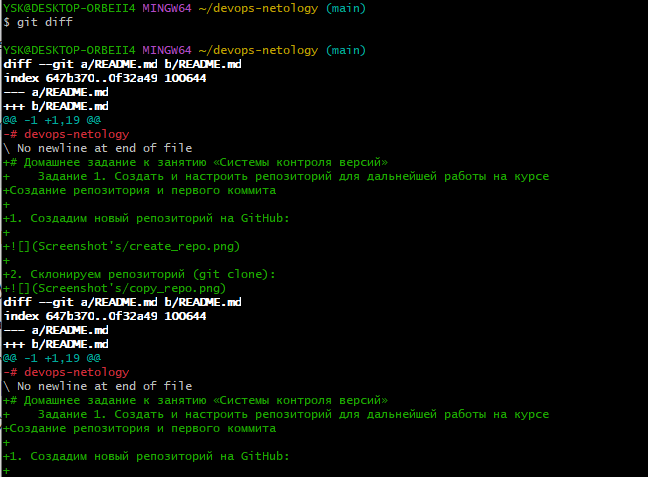 YSK@DESKTOP-ORBEII4 MINGW64 ~/devops-netology (main)
$ git diff

YSK@DESKTOP-ORBEII4 MINGW64 ~/devops-netology (main)
diff --git a/README.md b/README.md
index 647b370..0f32a49 100644
--- a/README.md
+++ b/README.md
@@ -1 +1,19 @@
-# devops-netology
\ No newline at end of file
+# Домашнее задание к занятию «Системы контроля версий»
+    Задание 1. Создать и настроить репозиторий для дальнейшей работы на курсе
+Создание репозитория и первого коммита
+
+1. Создадим новый репозиторий на GitHub:
+
+![](Screenshot's/create_repo.png)
+
+2. Склонируем репозиторий (git clone):
+![](Screenshot's/copy_repo.png)
diff --git a/README.md b/README.md
index 647b370..0f32a49 100644
--- a/README.md
+++ b/README.md
@@ -1 +1,19 @@
-# devops-netology
\ No newline at end of file
+# Домашнее задание к занятию «Системы контроля версий»
+    Задание 1. Создать и настроить репозиторий для дальнейшей работы на курсе
+Создание репозитория и первого коммита
+
+1. Создадим новый репозиторий на GitHub:
+